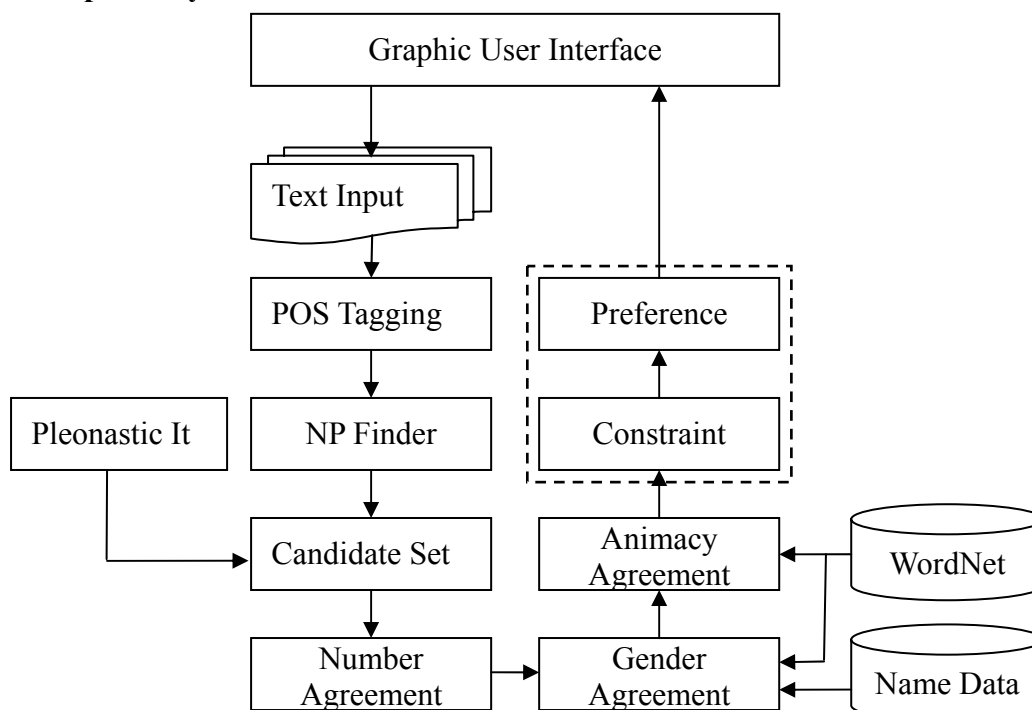 Graphic User Interface
Text Input
POS Tagging
Preference
Pleonastic It
NP Finder
Constraint
Candidate Set
Animacy
Agreement
WordNet
Number
Agreement
Gender
Agreement
Name Data